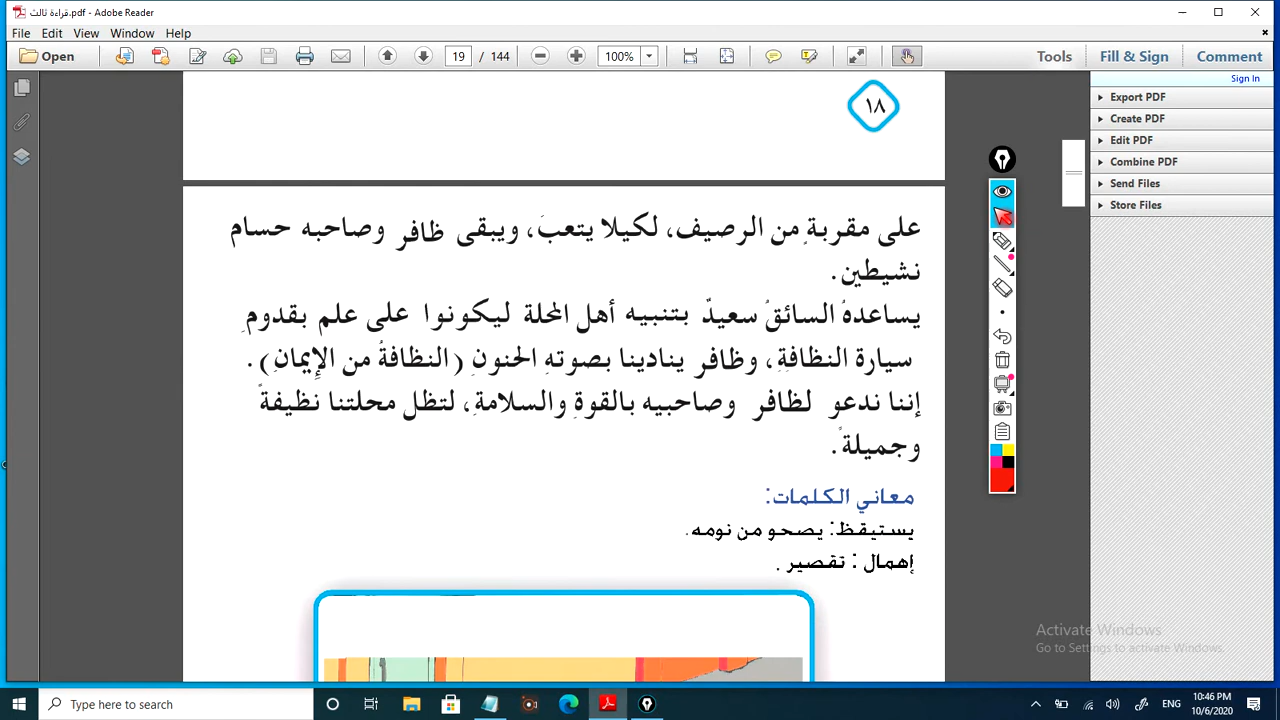 قراءة ثالث.pdf - Adobe Reader
File Edit View Window Help
Open 19 / 144 100% Tools Fill & Sign Comment
Sign In
Export PDF
Create PDF
Edit PDF
Combine PDF
Send Files
Store Files
١٨
على مقربةٍ من الرصيف، لكيلا يتعبَ، ويبقى ظافر وصاحبه حسام
نشيطين.
يساعدهُ السائقُ سعيدٌ بتنبيه أهل المحلة ليكونوا على علم بقدومِ
سيارة النظافةِ، وظافر ينادينا بصوتهِ الحنونِ (النظافةُ من الإِيمانِ).
إننا ندعو لظافر وصاحبيه بالقوةِ والسلامةِ، لتظل محلتنا نظيفةً
وجميلةً.
معاني الكلمات:
يستيقظ: يصحو من نومه.
إهمال : تقصير .
Activate Windows
Go to Settings to activate Windows.
Type here to search
ENG
10:46 PM
10/6/2020